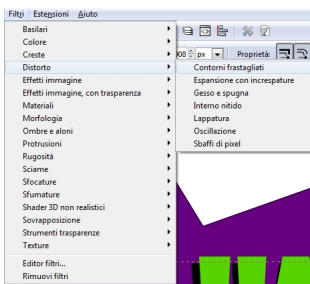 Filtri Estensioni Aiuto
Basilari
Colore
Creste
Distorto
Effetti immagine
Effetti immagine, con trasparenza
Materiali
Morfologia
Ombre e aloni
Protrusioni
Rugosità
Sciame
Sfocature
Sfumature
Shader 3D non realistici
Sovrapposizione
Strumenti trasparenze
Texture
Editor filtri...
Rimuovi filtri
px Proprietà:
Contorni frastagliati
Espansione con increspature
Gesso e spugna
Interno nitido
Lappatura
Oscillazione
Sbaffi di pixel